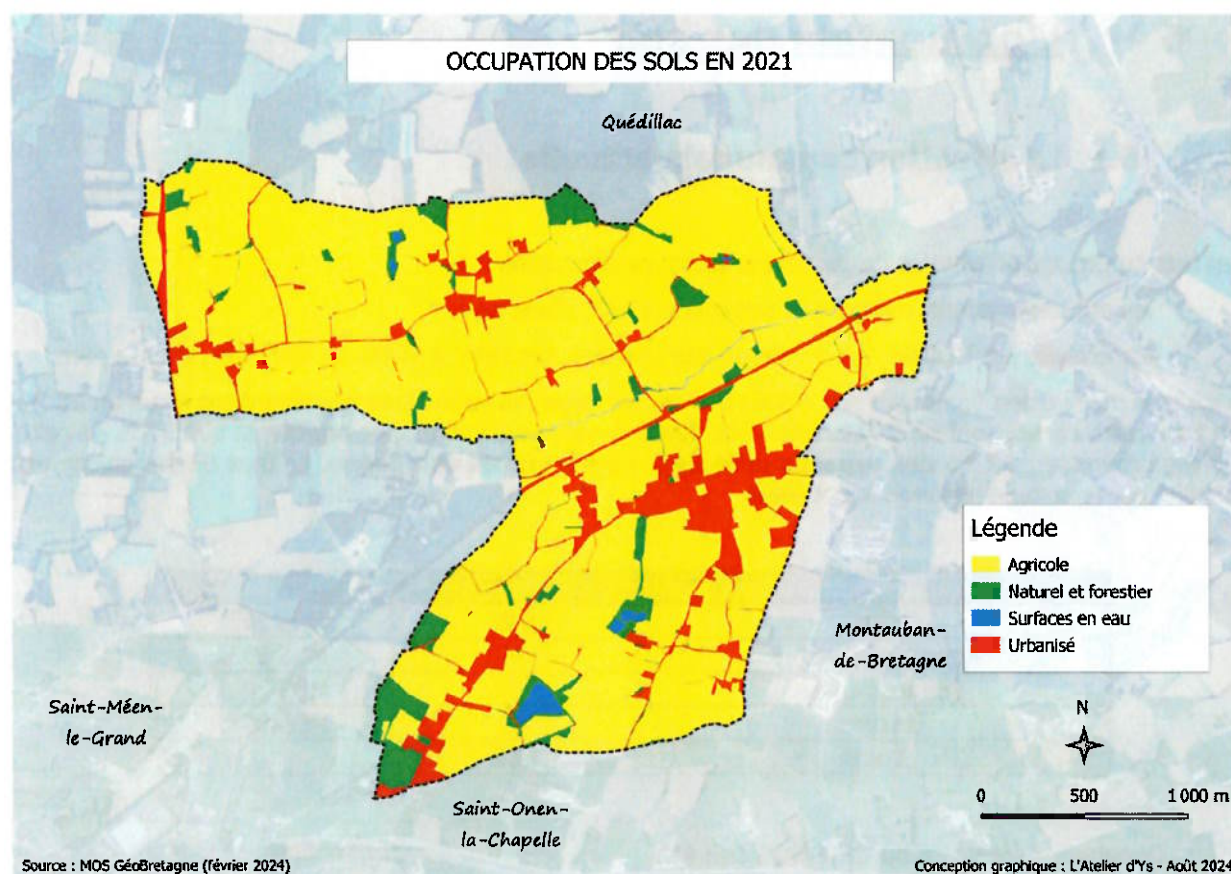 OCCUPATION DES SOLS EN 2021
Quédillac
Légende
Agricole
Naturel et forestier
Surfaces en eau
Urbanisé
Montauban-
de-Bretagne
Saint-Méen-
le-Grand
N
0 500 1 000 m
Saint-Onen-
la-Chapelle
Source : MOS GéoBretagne (février 2024)
Conception graphique : L'Atelier d'Ys - Août 2024